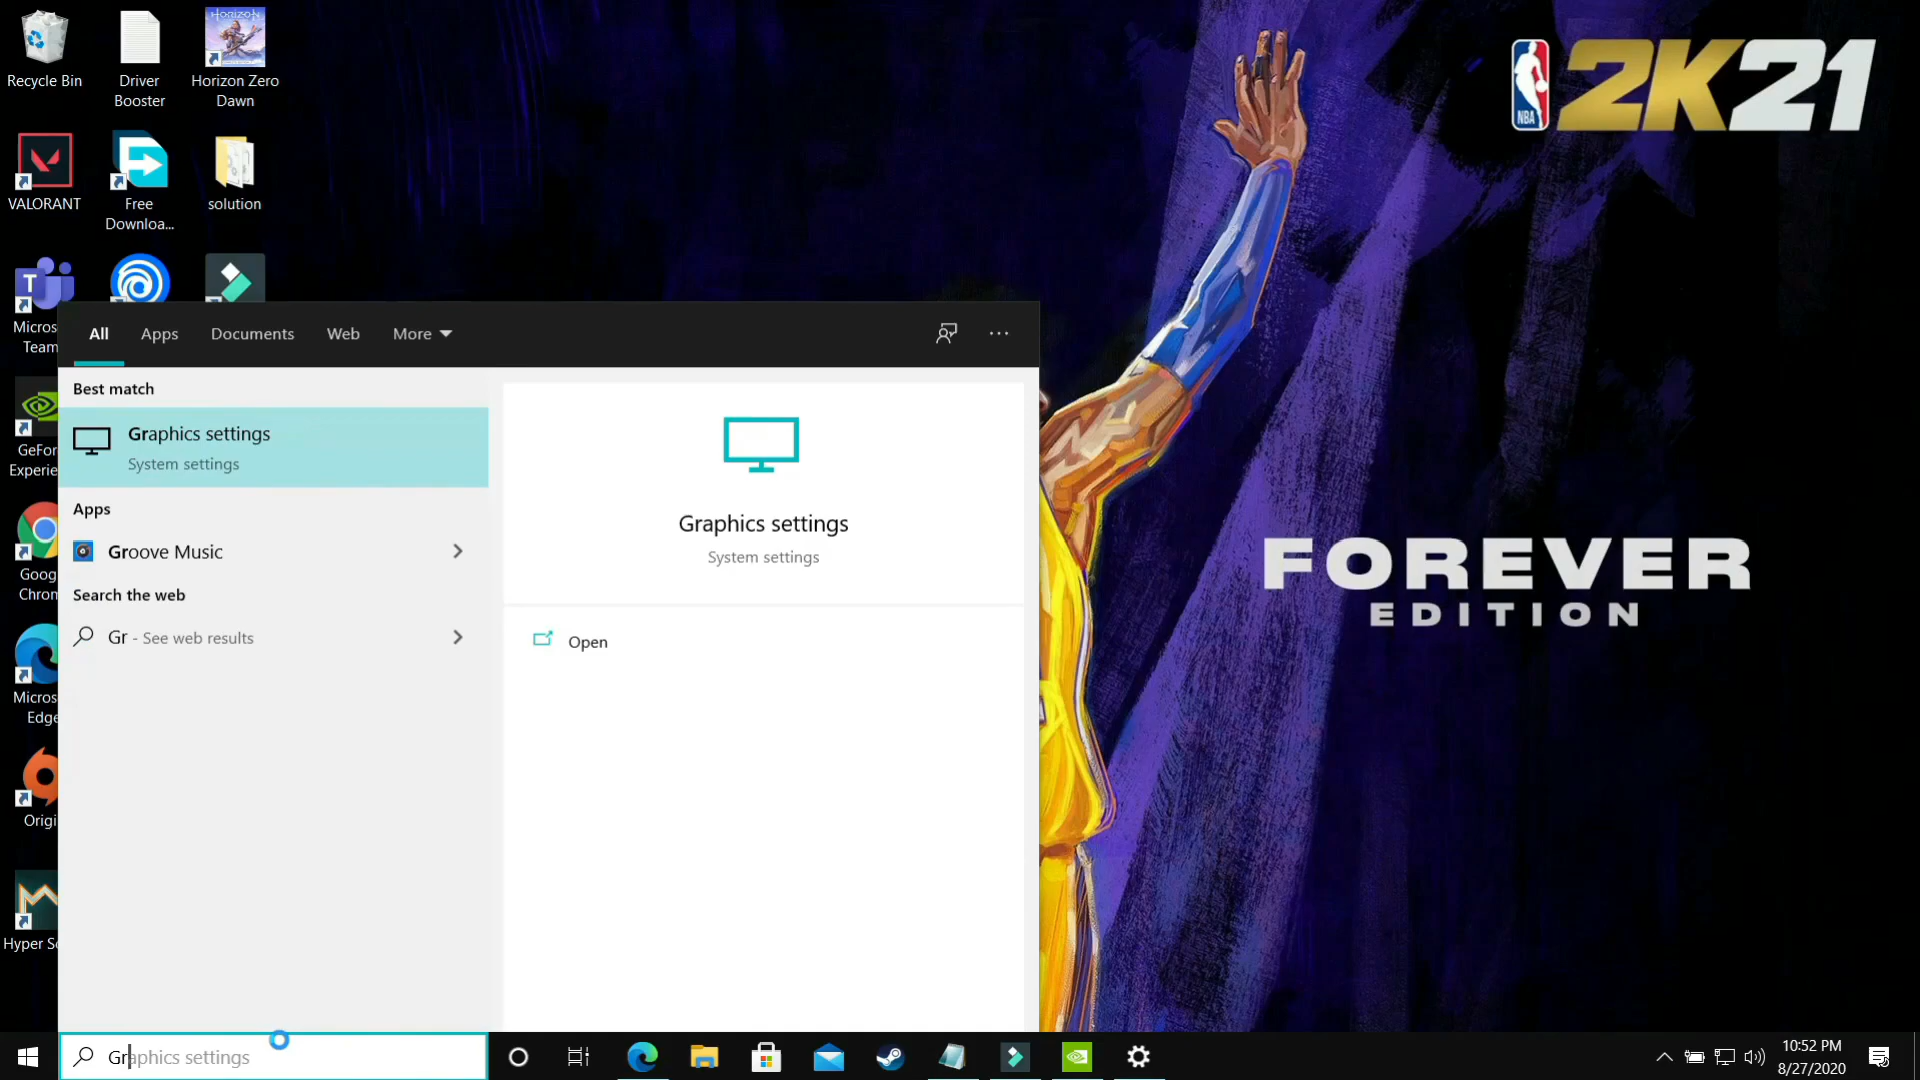 Recycle Bin
Driver
Booster
HORIZON
Horizon Zero
Dawn
NBA
2K21
VALORANT
Free
Downloa...
solution
T
Micros
Team
All
Apps
Documents
Web
More
Best match
Graphics settings
System settings
Graphics settings
System settings
Apps
Groove Music
Search the web
Gr - See web results
Open
GeFor
Experie
Goog
Chrom
Micros
Edge
Origi
Hyper Sc
FOREVER
EDITION
Graphics settings
10:52 PM
8/27/2020